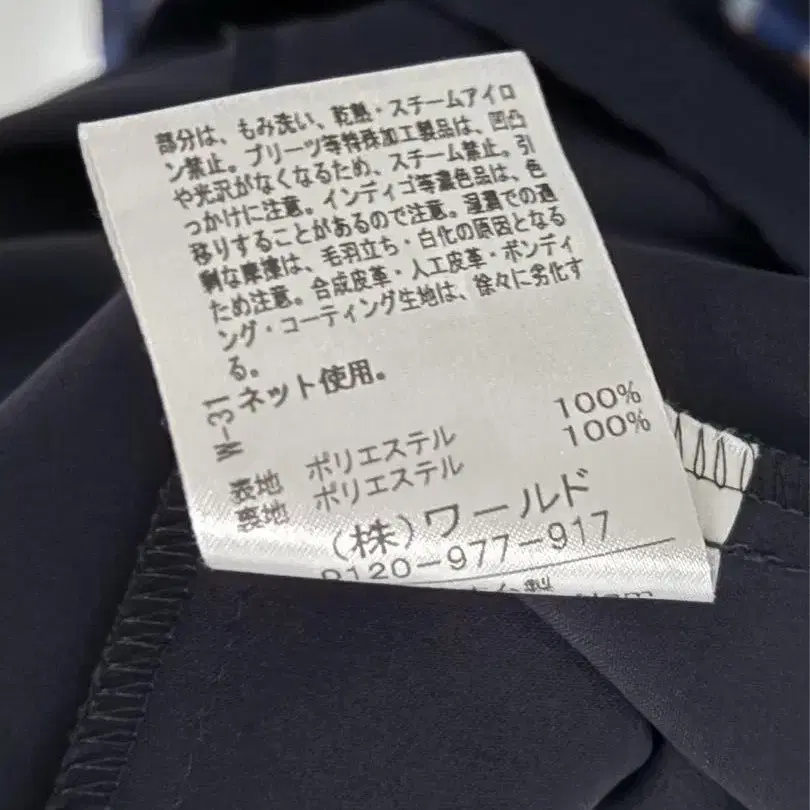 部分は、もみ洗い、乾熱・スチームアイロ
ン禁止。プリーツ等特殊加工製品は、凹凸
や光沢がなくなるため、スチーム禁止。引
っかけに注意。インディゴ等濃色品は、色
移りすることがあるので注意。湿潤での過
剰な摩擦は、毛羽立ち・白化の原因となる
ため注意。合成皮革・人工皮革・ボンディ
ング・コーティング生地は、徐々に劣化す
る。
ネット使用。
W-31
表地 ポリエステル 100%
裏地 ポリエステル 100%
(株)ワールド
0120-977-917